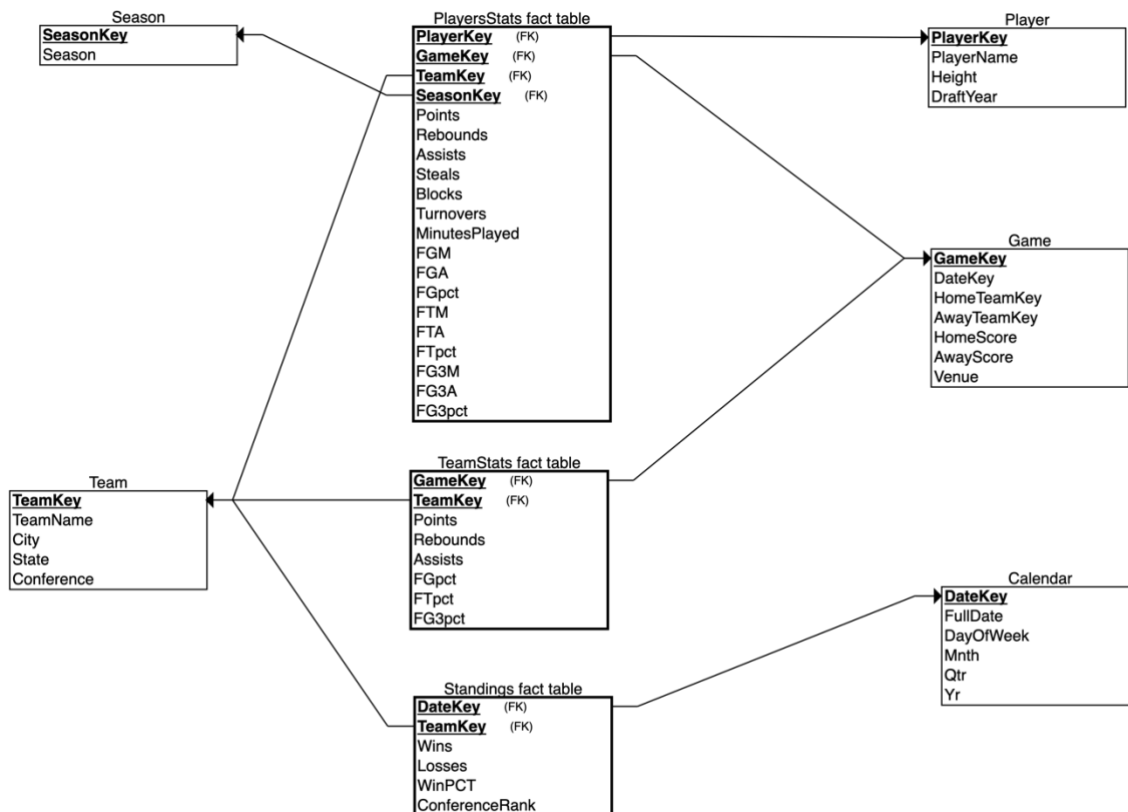 Season
SeasonKey
Season
PlayersStats fact table
PlayerKey (FK)
GameKey (FK)
TeamKey (FK)
SeasonKey (FK)
Points
Rebounds
Assists
Steals
Blocks
Turnovers
MinutesPlayed
FGM
FGA
FGpct
FTM
FTA
FTpct
FG3M
FG3A
FG3pct
Player
PlayerKey
PlayerName
Height
DraftYear
Game
GameKey
DateKey
HomeTeamKey
AwayTeamKey
HomeScore
AwayScore
Venue
Team
TeamKey
TeamName
City
State
Conference
TeamStats fact table
GameKey (FK)
TeamKey (FK)
Points
Rebounds
Assists
FGpct
FTpct
FG3pct
Calendar
DateKey
FullDate
DayOfWeek
Mnth
Qtr
Yr
Standings fact table
DateKey (FK)
TeamKey (FK)
Wins
Losses
WinPCT
ConferenceRank